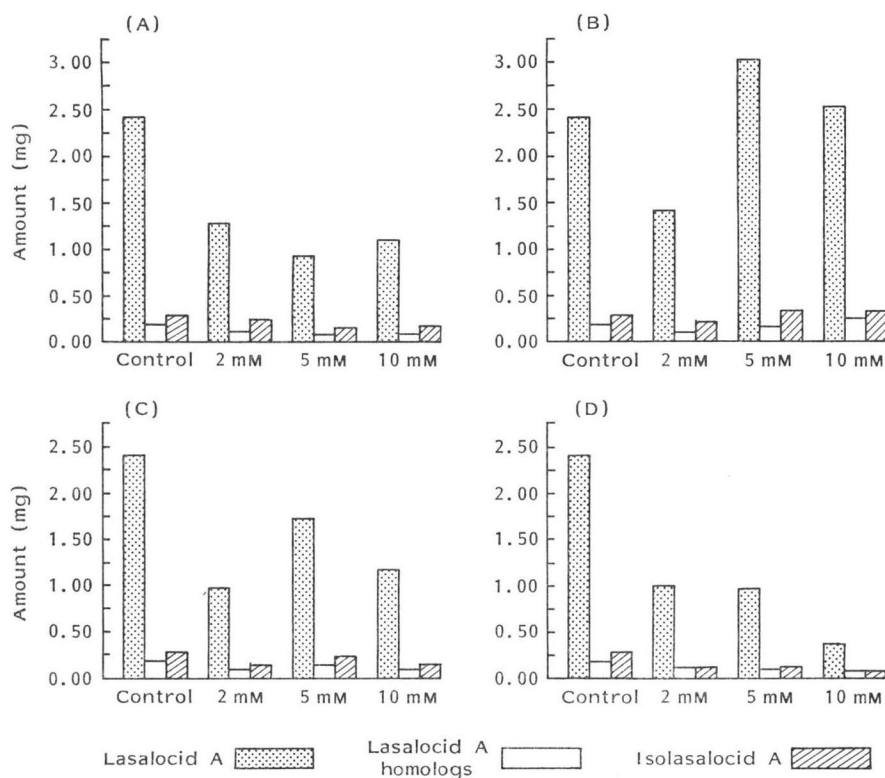 (A)
Amount (mg)
3.00
2.50
2.00
1.50
1.00
0.50
0.00
Control 2 mM 5 mM 10 mM
(B)
3.00
2.50
2.00
1.50
1.00
0.50
0.00
Control 2 mM 5 mM 10 mM
(C)
Amount (mg)
2.50
2.00
1.50
1.00
0.50
0.00
Control 2 mM 5 mM 10 mM
(D)
2.50
2.00
1.50
1.00
0.50
0.00
Control 2 mM 5 mM 10 mM
Lasalocid A
Lasalocid A
homologs
Isolasalocid A